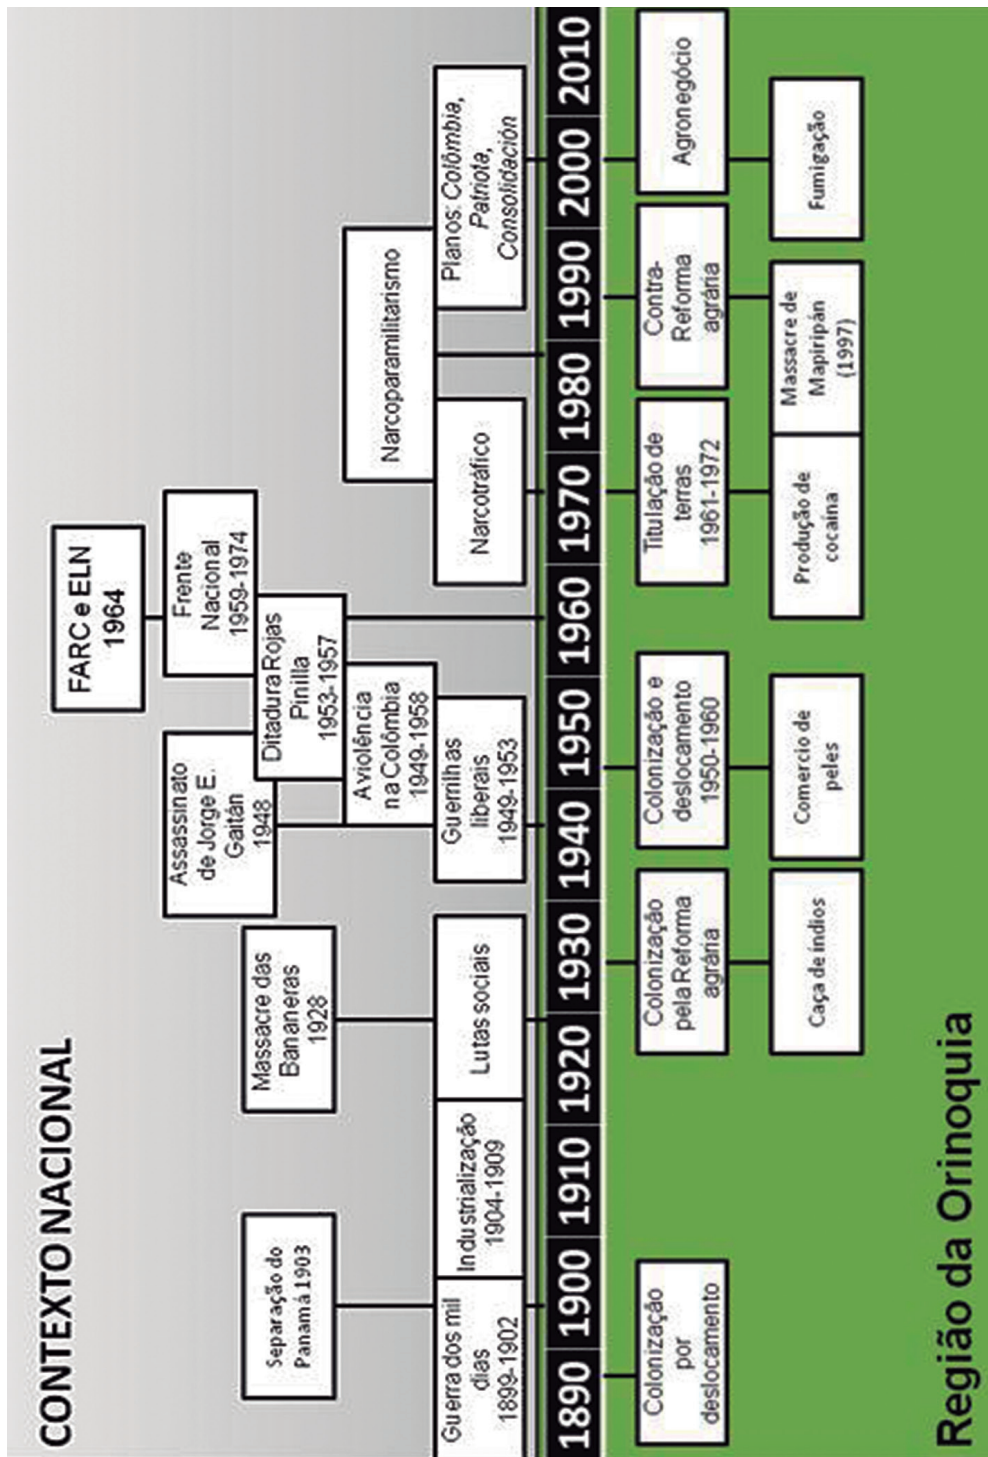 CONTEXTO NACIONAL
FARC e ELN
1964
Assassinato
de Jorge E.
Gaitán
1948
Frente
Nacional
1959-1974
Separação do
Panamá 1903
Massacre das
Bananeras
1928
Ditadura Rojas
Pinilla
1953-1957
A violência
na Colômbia
1949-1958
Narcoparamilitarismo
Guerra dos mil
dias
1899-1902
Industrialização
1904-1909
Lutas sociais
Guerrilhas
liberais
1949-1953
Narcotráfico
Planos: Colômbia,
Patriota,
Consolidación
1890 1900 1910 1920 1930 1940 1950 1960 1970 1980 1990 2000 2010
Colonização
por
deslocamento
Colonização
pela Reforma
agrária
Colonização e
deslocamento
1950-1960
Titulação de
terras
1961-1972
Contra-
Reforma
agrária
Agronegócio
Caça de índios
Comercio de
peles
Produção de
cocaína
Massacre de
Mapiripán
(1997)
Fumigação
Região da Orinoquia